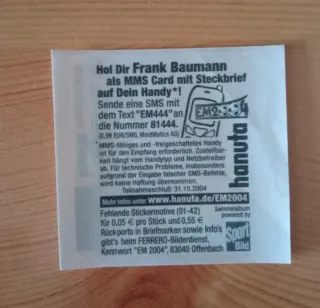 Hol Dir Frank Baumann
als MMS Card mit Steckbrief
auf Dein Handy*!
Sende eine SMS mit
dem Text "EM444" an
die Nummer 81444.
(0,99 EUR/SMS, MindMatics AG)
EM2
*MMS-fähiges und -freigeschaltetes Handy
ist für den Empfang erforderlich. Zustellbar-
keit hängt vom Handytyp und Netzbetreiber
ab. Für technische Probleme, insbesondere
aufgrund der Eingabe falscher SMS-Befehle,
wird keine Haftung übernommen.
Teilnahmeschluß: 31.10.2004
hanuta
Mehr Infos unter www.hanuta.de/EM2004
Fehlende Stickermotive (01-42)
für 0,05 € pro Stück und 0,55 €
Rückporto in Briefmarken sowie Info's
gibt's beim FERRERO-Bilderdienst,
Kennwort "EM 2004", 63040 Offenbach
Sammelalbum
powered by
Sport
Bild